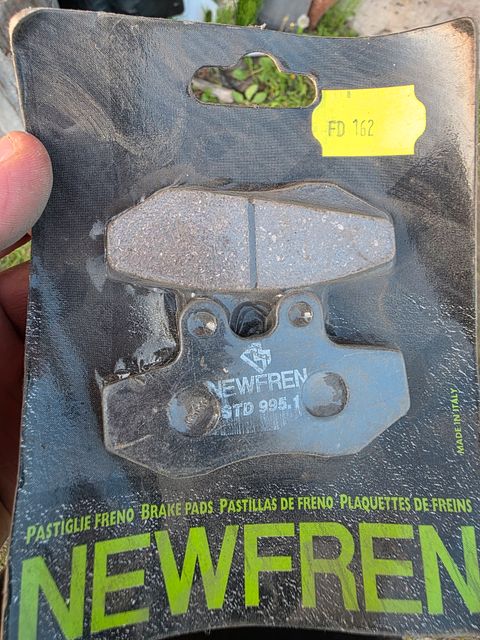 FD 162
NEWFREN
STD 995.1
MADE IN ITALY
PASTIGLIE FRENO BRAKE PADS PASTILLAS DE FRENO PLAQUETTES DE FREINS
NEWFREN